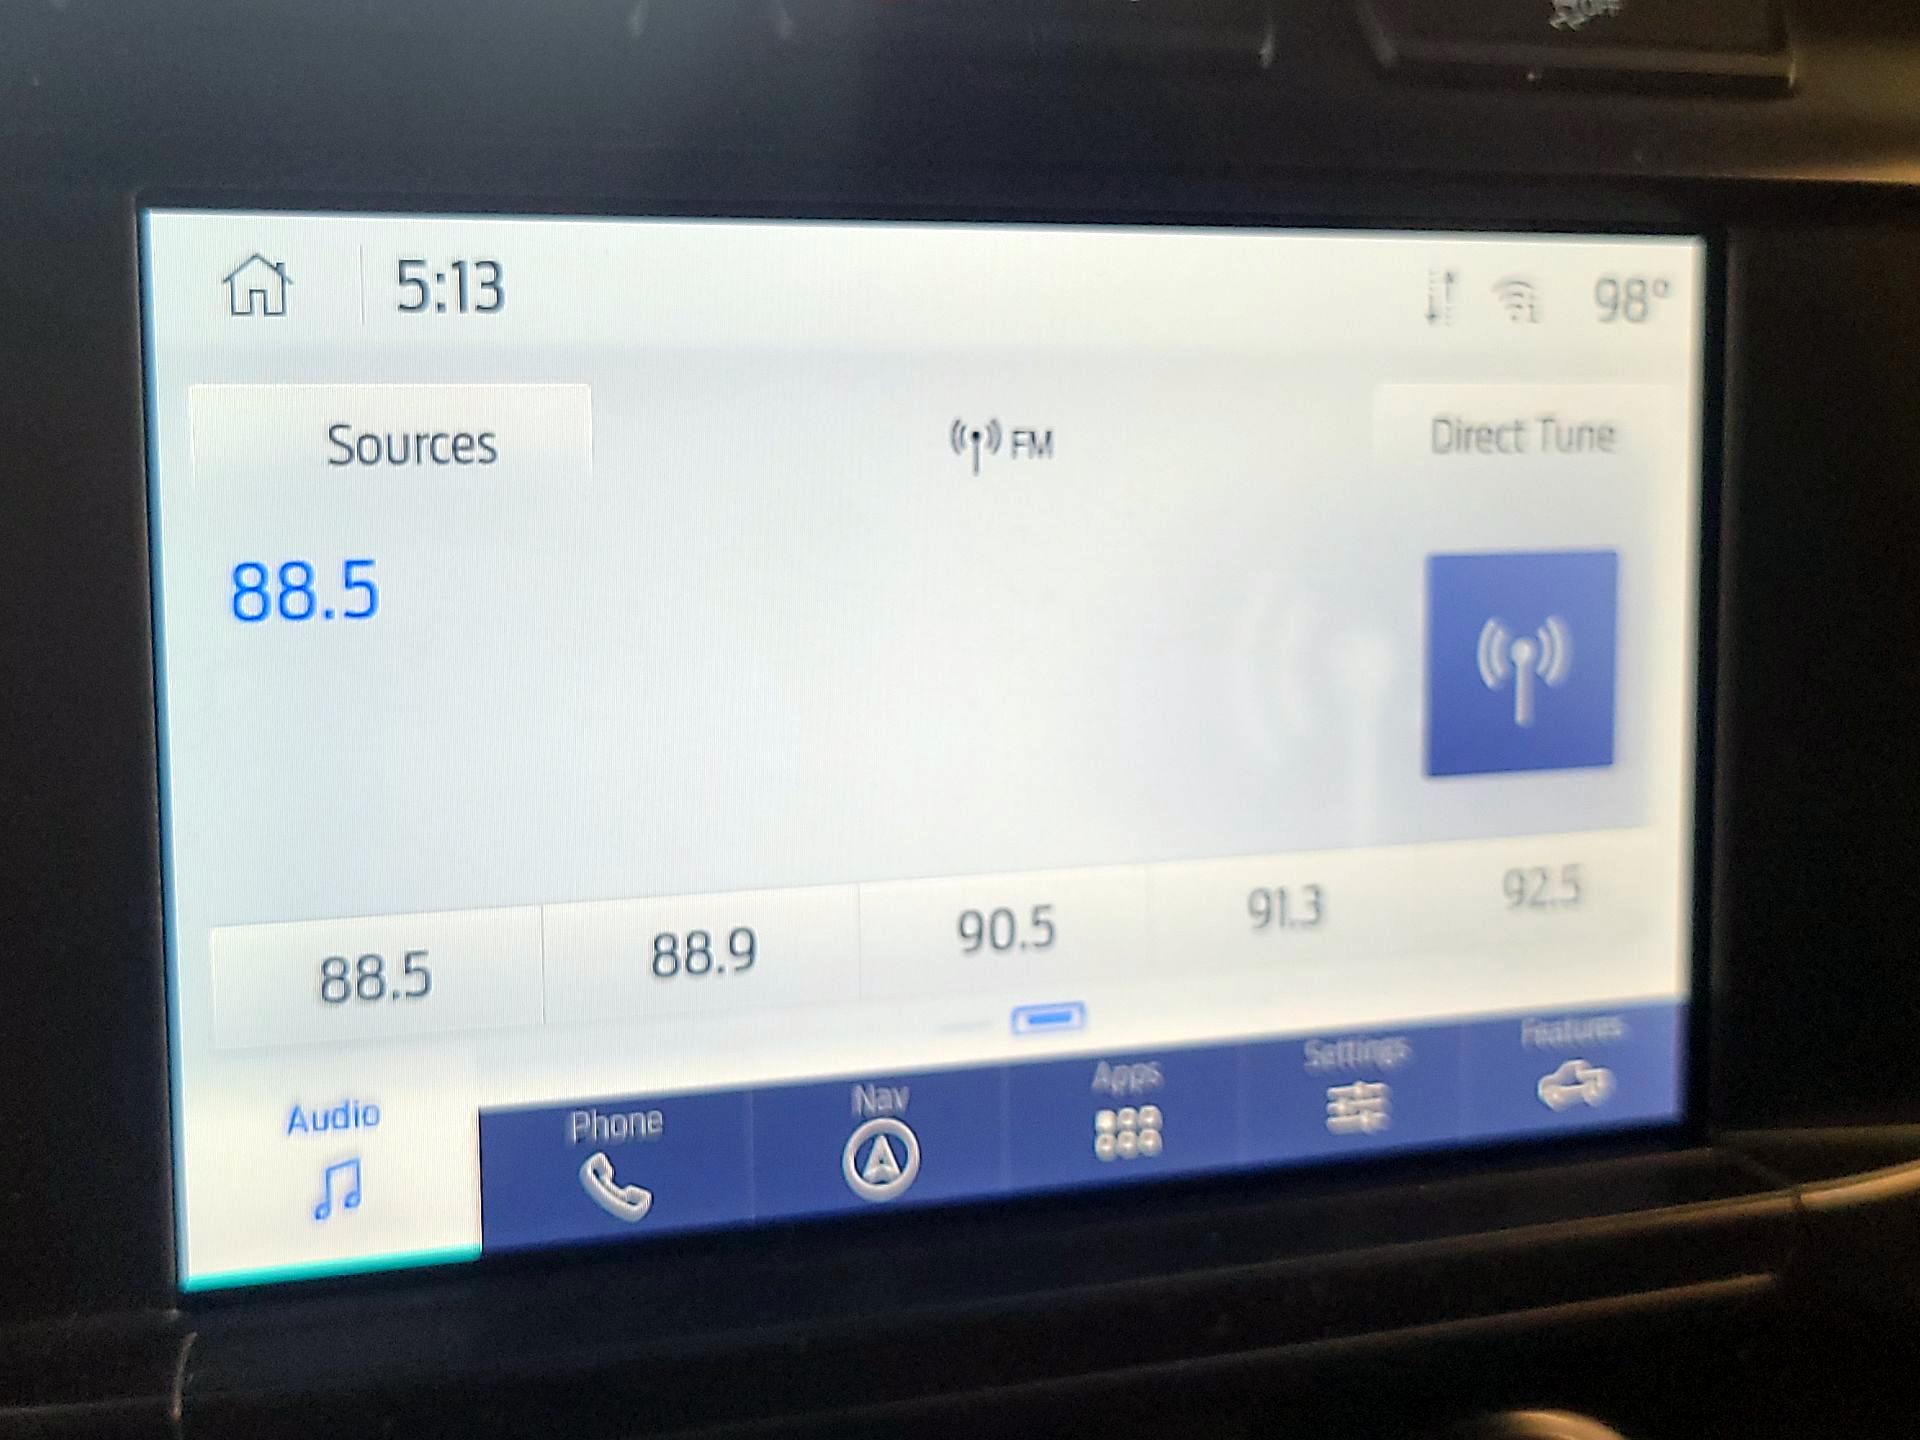 OFF
5:13 98°
Sources FM Direct Tune
88.5
88.5 88.9 90.5 91.3 92.5
Audio Phone Nav Apps Settings Features